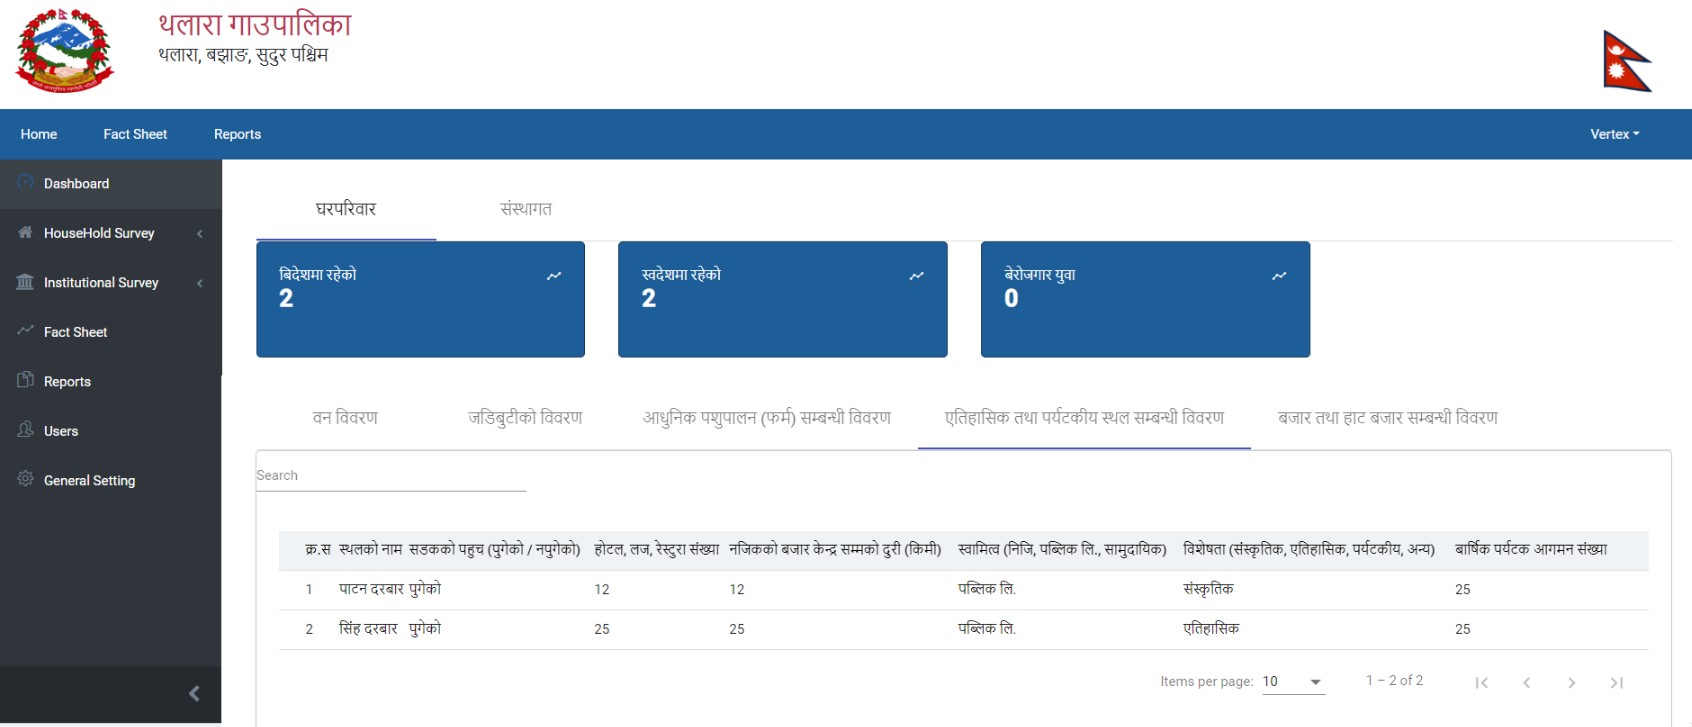 थलारा गाउपालिका
थलारा, बझाङ, सुदुर पश्चिम
Home Fact Sheet Reports Vertex
Dashboard
HouseHold Survey
Institutional Survey
Fact Sheet
Reports
Users
General Setting
घरपरिवार संस्थागत
बिदेशमा रहेको
2
स्वदेशमा रहेको
2
बेरोजगार युवा
0
वन विवरण जडिबुटीको विवरण आधुनिक पशुपालन (फर्म) सम्बन्धी विवरण एतिहासिक तथा पर्यटकीय स्थल सम्बन्धी विवरण बजार तथा हाट बजार सम्बन्धी विवरण
Search
क्र.स स्थलको नाम सडकको पहुच (पुगेको / नपुगेको) होटल, लज, रेस्टुरा संख्या नजिकको बजार केन्द्र सम्मको दुरी (किमी) स्वामित्व (निजि, पब्लिक लि., सामुदायिक) विशेषता (संस्कृतिक, एतिहासिक, पर्यटकीय, अन्य) बार्षिक पर्यटक आगमन संख्या
1 पाटन दरबार पुगेको 12 12 पब्लिक लि. संस्कृतिक 25
2 सिंह दरबार पुगेको 25 25 पब्लिक लि. एतिहासिक 25
Items per page: 10 1 – 2 of 2